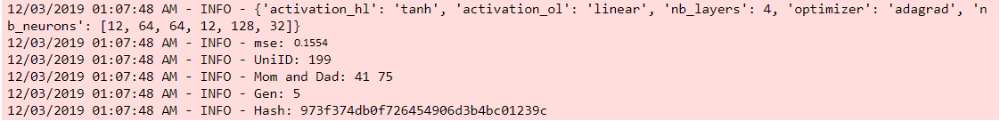 12/03/2019 01:07:48 AM - INFO - {'activation_hl': 'tanh', 'activation_ol': 'linear', 'nb_layers': 4, 'optimizer': 'adagrad', 'n
b_neurons': [12, 64, 64, 12, 128, 32]}
12/03/2019 01:07:48 AM - INFO - mse: 0.1554
12/03/2019 01:07:48 AM - INFO - UniID: 199
12/03/2019 01:07:48 AM - INFO - Mom and Dad: 41 75
12/03/2019 01:07:48 AM - INFO - Gen: 5
12/03/2019 01:07:48 AM - INFO - Hash: 973f374db0f726454906d3b4bc01239c